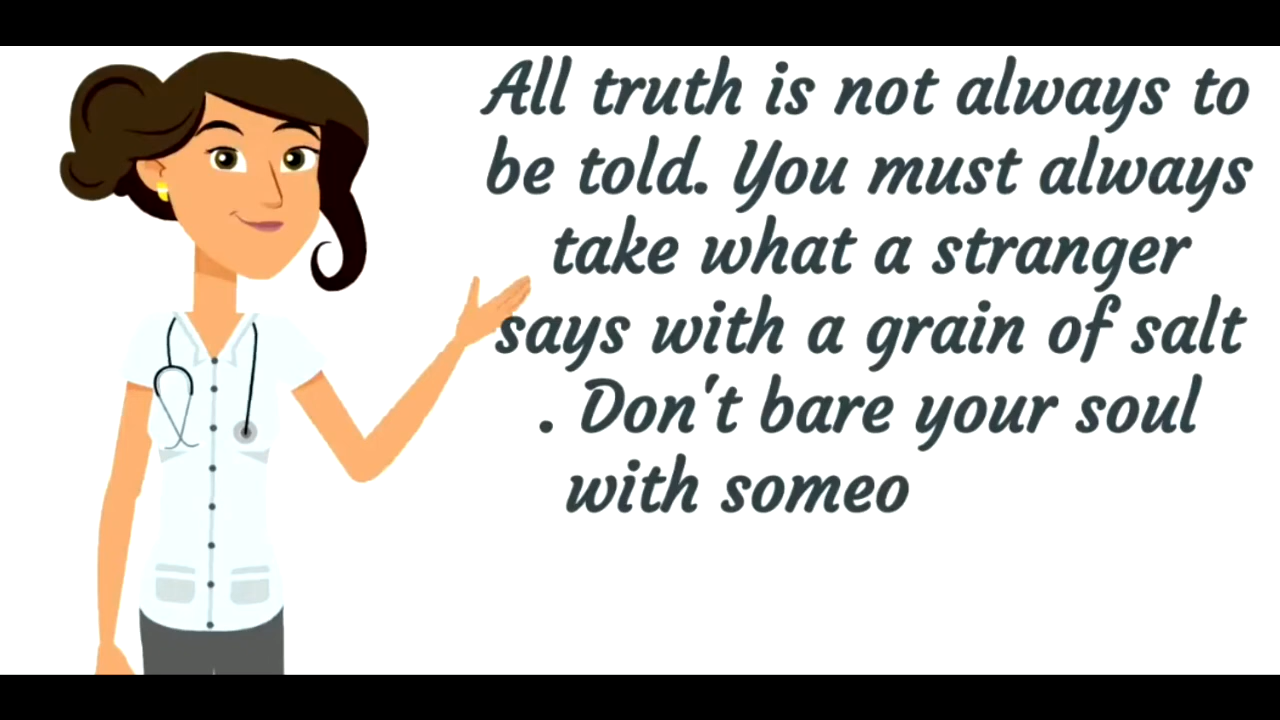 All truth is not always to
be told. You must always
take what a stranger
says with a grain of salt
. Don't bare your soul
with someo